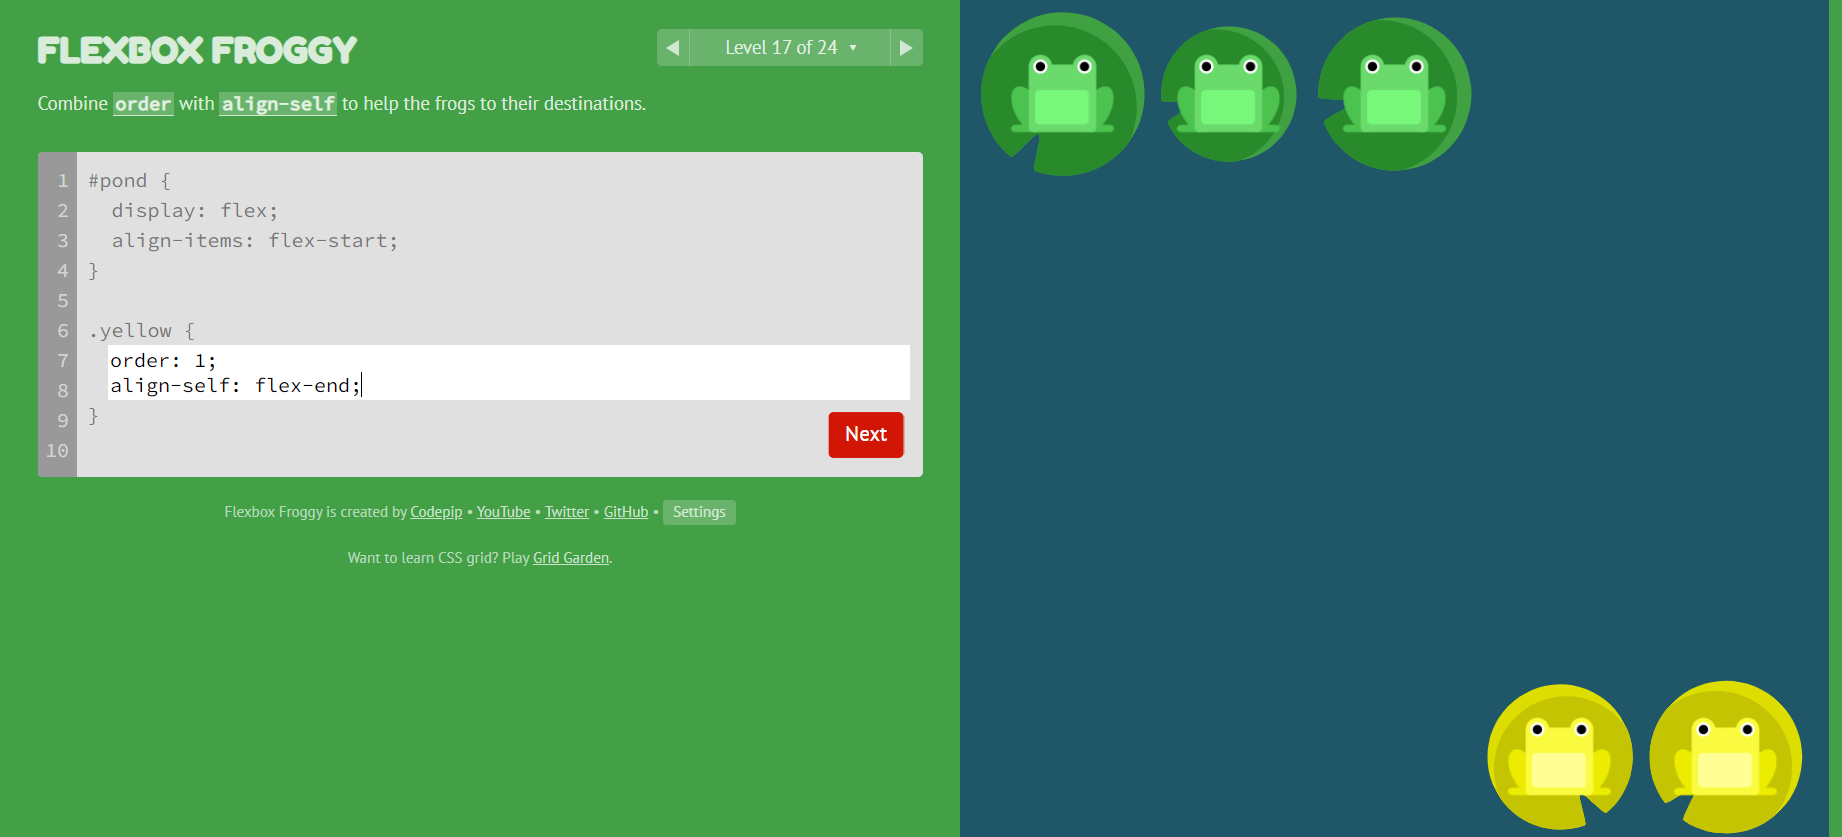 FLEXBOX FROGGY
◀ Level 17 of 24 ▾ ▶
Combine order with align-self to help the frogs to their destinations.
1 #pond {
2 display: flex;
3 align-items: flex-start;
4 }
5
6 .yellow {
7 order: 1;
8 align-self: flex-end;
9 }
10
Next
Flexbox Froggy is created by Codepip • YouTube • Twitter • GitHub • Settings
Want to learn CSS grid? Play Grid Garden.